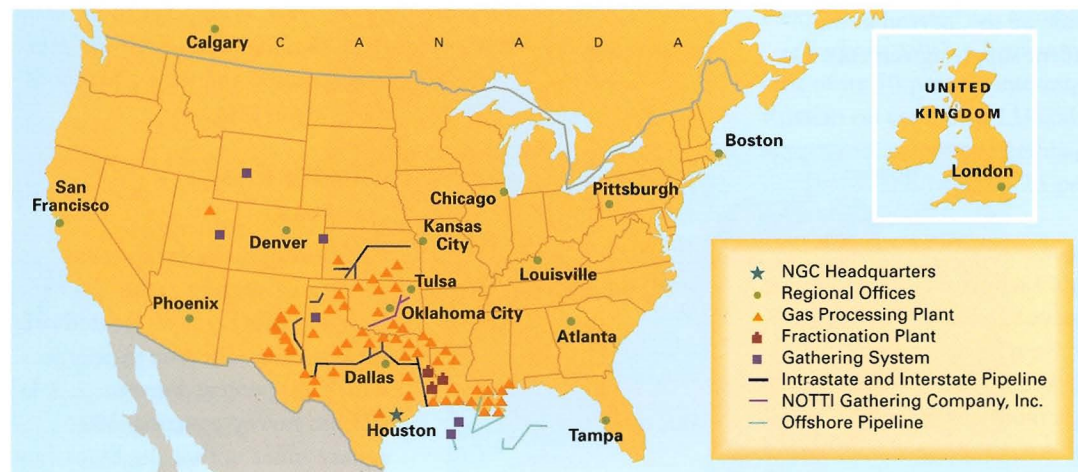 Calgary
C A N A D A
Boston
San
Francisco
Chicago
Pittsburgh
Denver
Kansas
City
Louisville
Phoenix
Tulsa
Oklahoma City
Atlanta
Dallas
Houston
Tampa
UNITED
KINGDOM
London
NGC Headquarters
Regional Offices
Gas Processing Plant
Fractionation Plant
Gathering System
Intrastate and Interstate Pipeline
NOTTI Gathering Company, Inc.
Offshore Pipeline